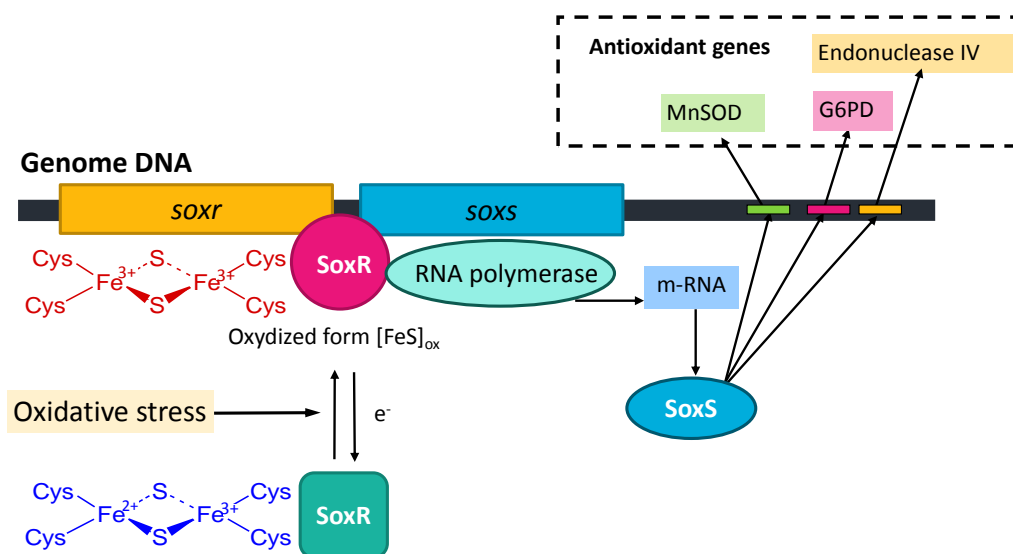 Antioxidant genes
Endonuclease IV
MnSOD
G6PD
Genome DNA
soxr
soxs
Cys
Cys
Fe3+
S
S
Fe3+
Cys
Cys
SoxR
RNA polymerase
m-RNA
Oxydized form [FeS]ox
SoxS
Oxidative stress
e-
Cys
Cys
Fe2+
S
S
Fe3+
Cys
Cys
SoxR